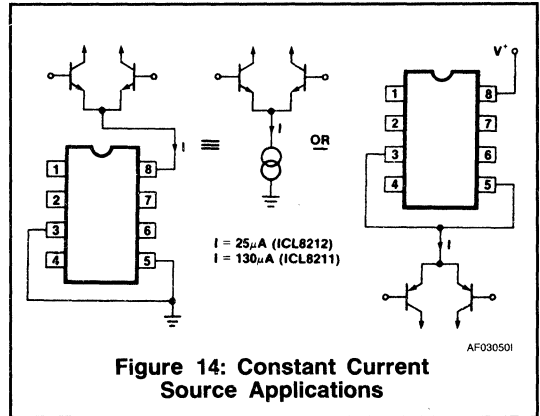 V+
1 8
2 7
3 6
4 5
I
≡
I
OR
1 8
2 7
3 6
4 5
I
I = 25μA (ICL8212)
I = 130μA (ICL8211)
AF03050I
Figure 14: Constant Current
Source Applications